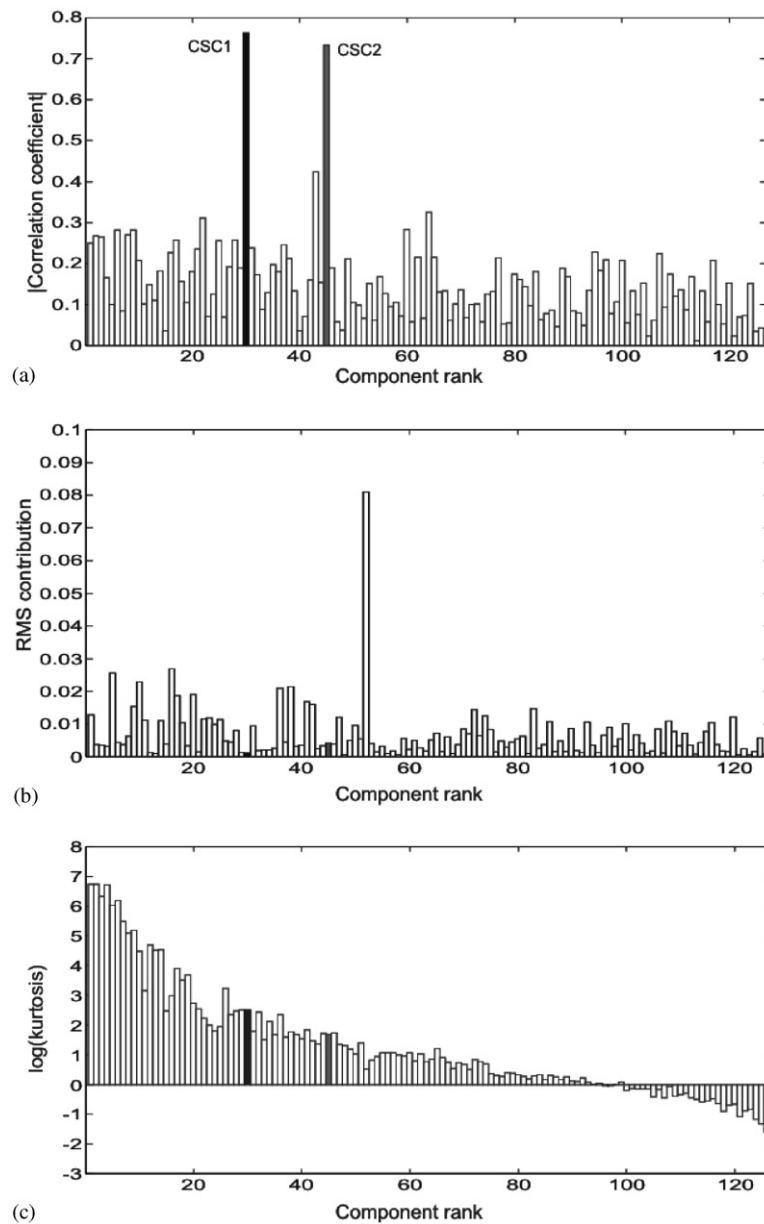 0.8
0.7
0.6
0.5
0.4
0.3
0.2
0.1
0
|Correlation coefficient|
CSC1
CSC2
20 40 60 80 100 120
Component rank
(a)
0.1
0.09
0.08
0.07
0.06
0.05
0.04
0.03
0.02
0.01
0
RMS contribution
20 40 60 80 100 120
Component rank
(b)
8
7
6
5
4
3
2
1
0
-1
-2
-3
log(kurtosis)
20 40 60 80 100 120
Component rank
(c)